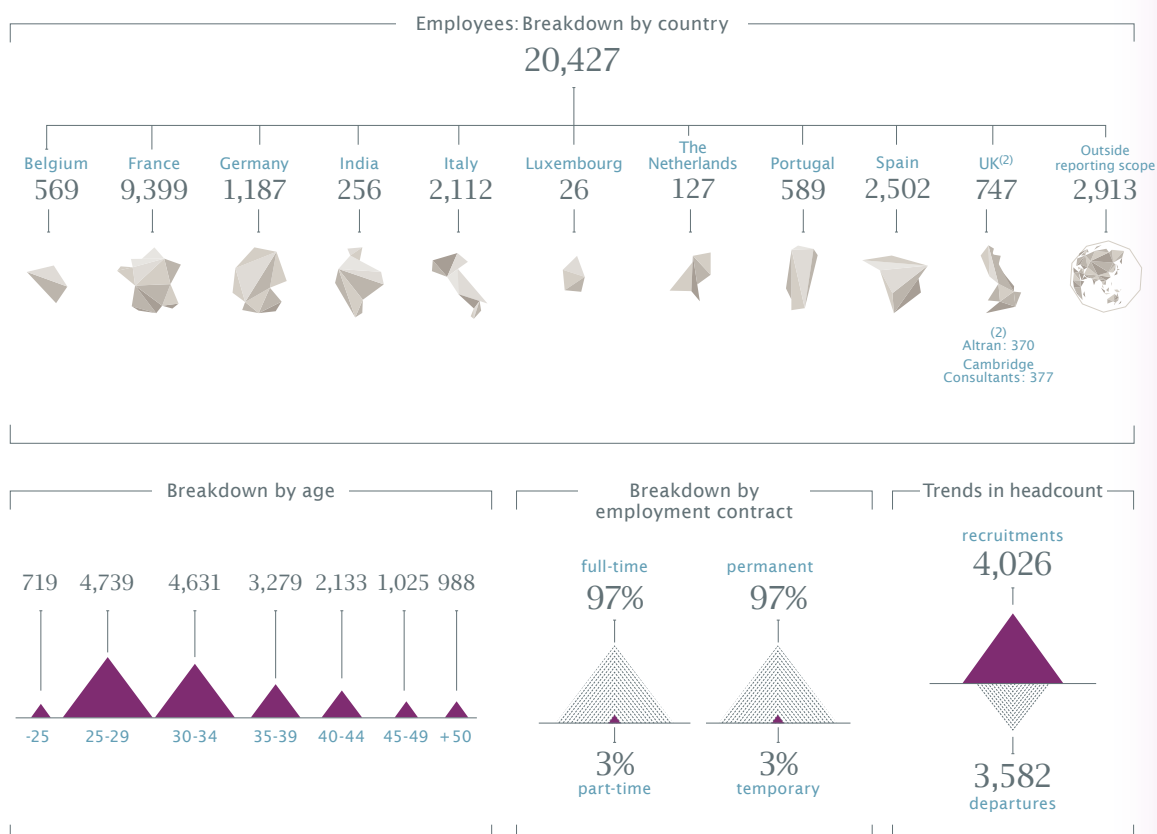 Employees: Breakdown by country
20,427
Belgium
569
France
9,399
Germany
1,187
India
256
Italy
2,112
Luxembourg
26
The
Netherlands
127
Portugal
589
Spain
2,502
UK(2)
747
Outside
reporting scope
2,913
(2)
Altran: 370
Cambridge
Consultants: 377
Breakdown by age
719 4,739 4,631 3,279 2,133 1,025 988
-25 25-29 30-34 35-39 40-44 45-49 +50
Breakdown by
employment contract
full-time
97%
3%
part-time
permanent
97%
3%
temporary
Trends in headcount
recruitments
4,026
3,582
departures